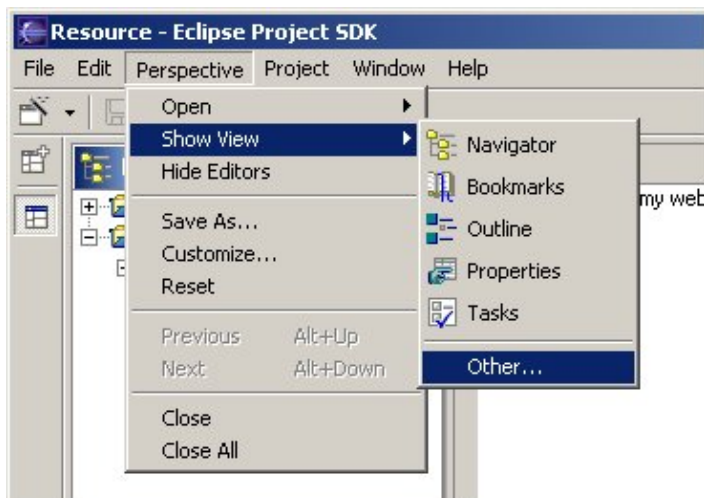 Resource - Eclipse Project SDK
File Edit Perspective Project Window Help
Open
Show View
Hide Editors
Save As...
Customize...
Reset
Previous Alt+Up
Next Alt+Down
Close
Close All
Navigator
Bookmarks
Outline
Properties
Tasks
Other...
my web